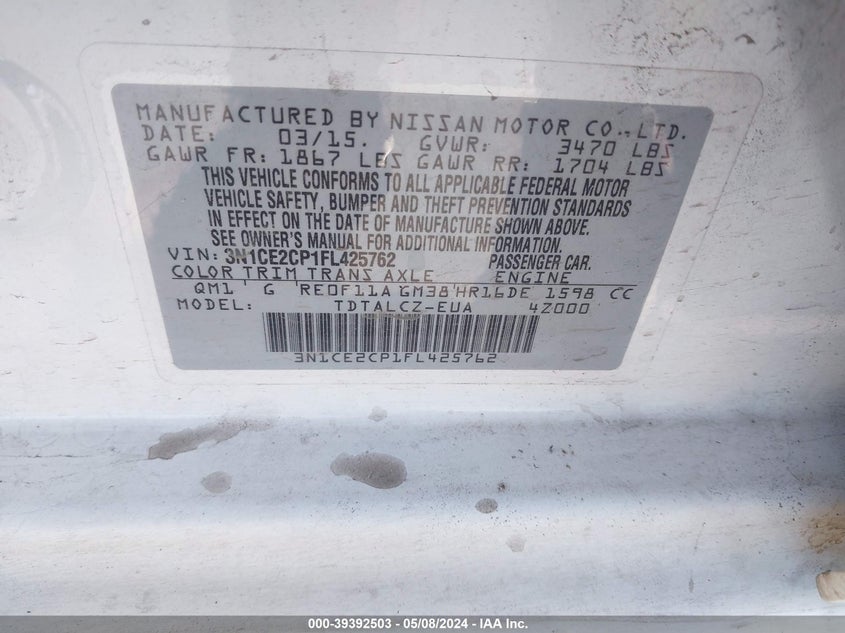 MANUFACTURED BY NISSAN MOTOR CO., LTD.
DATE: 03/15. GVWR: 3470 LBS
GAWR FR: 1867 LBS GAWR RR: 1704 LBS
THIS VEHICLE CONFORMS TO ALL APPLICABLE FEDERAL MOTOR
VEHICLE SAFETY, BUMPER AND THEFT PREVENTION STANDARDS
IN EFFECT ON THE DATE OF MANUFACTURE SHOWN ABOVE.
SEE OWNER'S MANUAL FOR ADDITIONAL INFORMATION.
VIN: 3N1CE2CP1FL425762 PASSENGER CAR.
COLOR TRIM TRANS AXLE ENGINE
QM1 G RE0F11A GM38 HR16DE 1598 CC
MODEL: TDTALCZ-EUA 4Z000
3N1CE2CP1FL425762
000-39392503 - 05/08/2024 - IAA Inc.